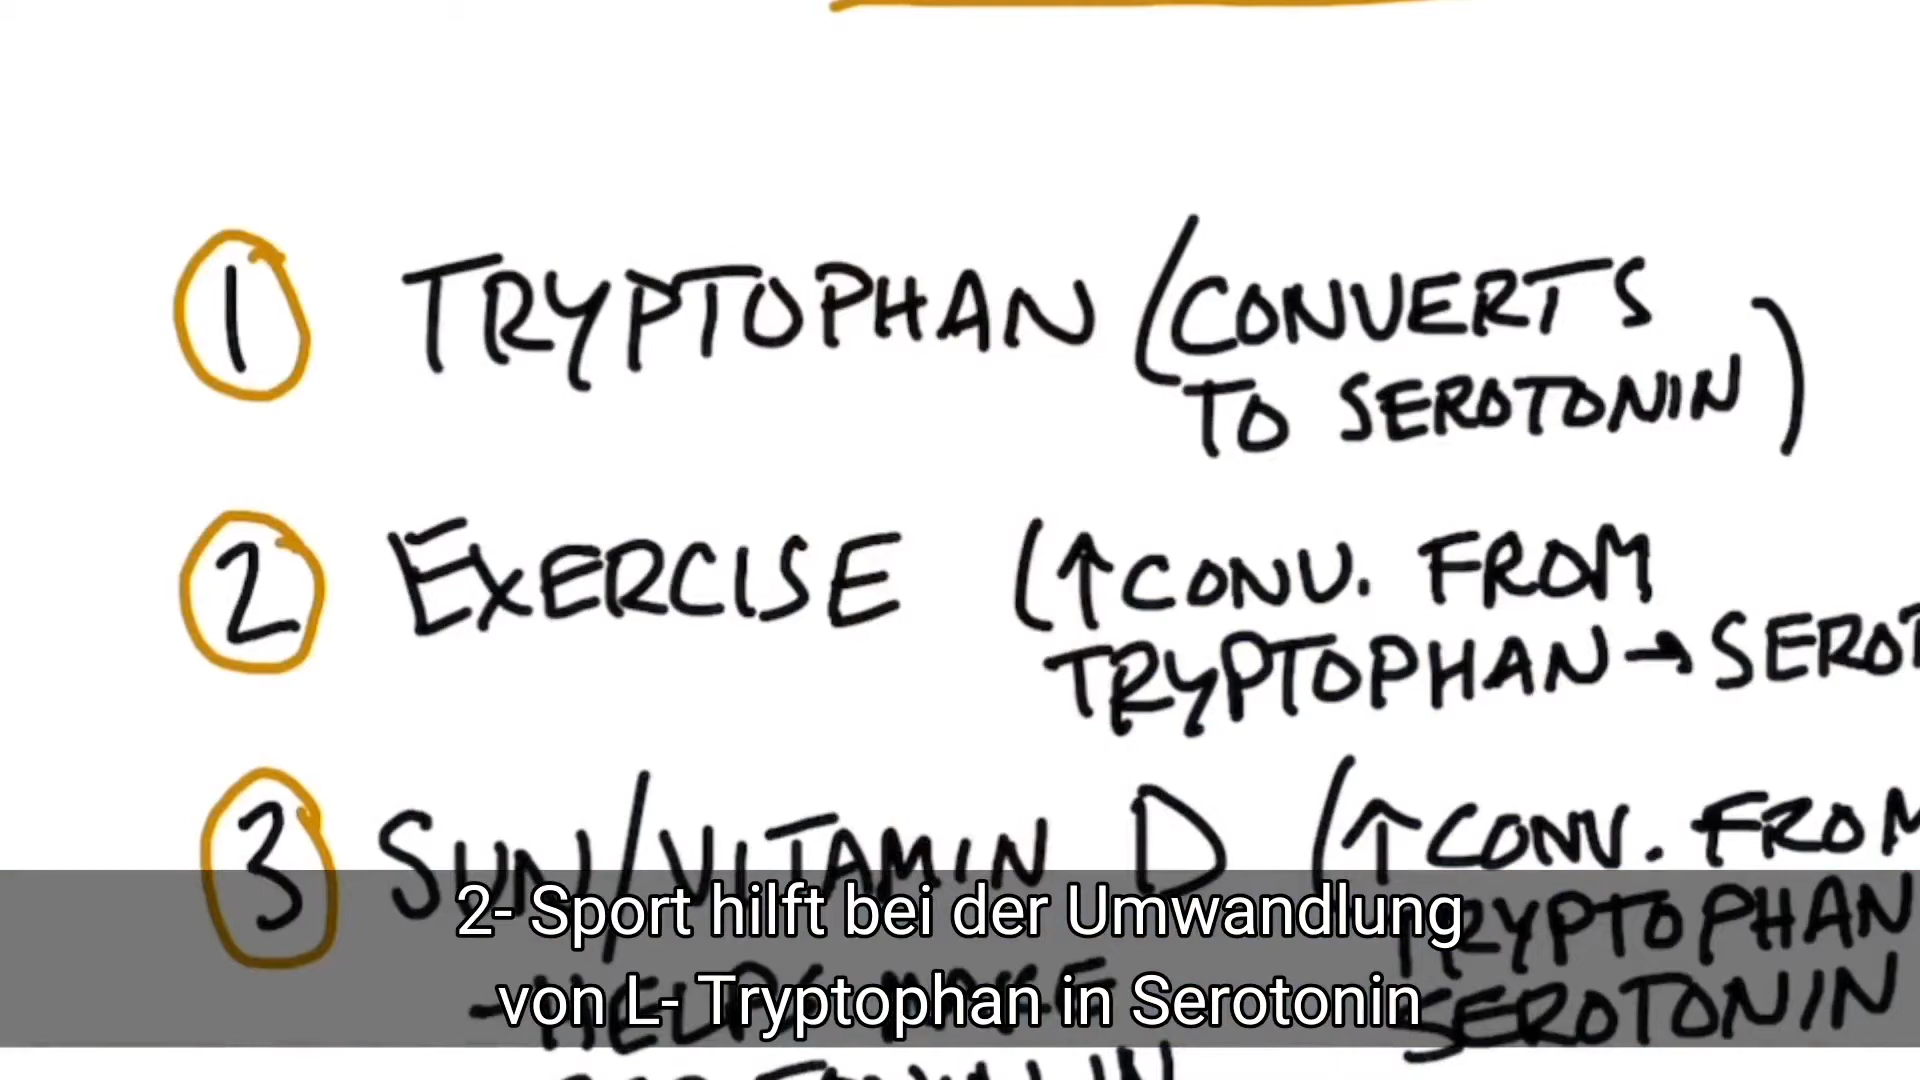 1 TRYPTOPHAN (CONVERTS
TO SEROTONIN)
2 EXERCISE (↑CONV. FROM
TRYPTOPHAN→SEROT
3 SUN/VITAMIN D (↑CONV. FROM
TRYPTOPHAN
SEROTONIN
2- Sport hilft bei der Umwandlung
von L- Tryptophan in Serotonin